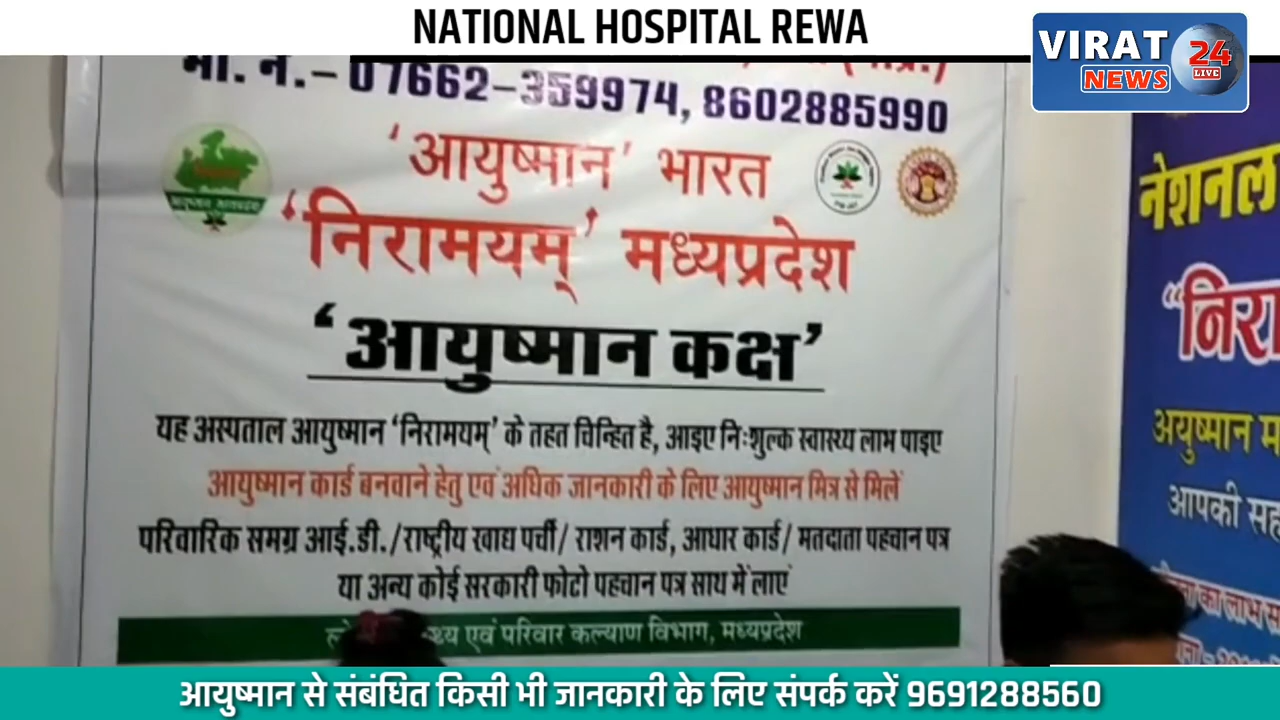 NATIONAL HOSPITAL REWA
VIRAT 24
NEWS LIVE
मो. नं.– 07662-359974, 8602885990
'आयुष्मान' भारत
'निरामयम्' मध्यप्रदेश
'आयुष्मान कक्ष'
यह अस्पताल आयुष्मान 'निरामयम्' के तहत चिन्हित है, आइए निःशुल्क स्वास्थ्य लाभ पाइए
आयुष्मान कार्ड बनवाने हेतु एवं अधिक जानकारी के लिए आयुष्मान मित्र से मिलें
परिवारिक समग्र आई.डी./राष्ट्रीय खाद्य पर्ची/ राशन कार्ड, आधार कार्ड/ मतदाता पहचान पत्र
या अन्य कोई सरकारी फोटो पहचान पत्र साथ में लाएं
एवं परिवार कल्याण विभाग, मध्यप्रदेश
नेशनल
"निरा
अयुष्मान म
आपकी सह
का लाभ स
आयुष्मान से संबंधित किसी भी जानकारी के लिए संपर्क करें 9691288560